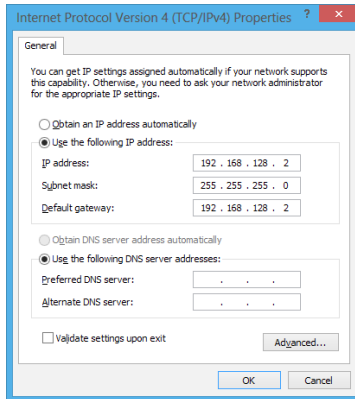 Internet Protocol Version 4 (TCP/IPv4) Properties ? ×
General
You can get IP settings assigned automatically if your network supports
this capability. Otherwise, you need to ask your network administrator
for the appropriate IP settings.
Obtain an IP address automatically
Use the following IP address:
IP address: 192 . 168 . 128 . 2
Subnet mask: 255 . 255 . 255 . 0
Default gateway: 192 . 168 . 128 . 2
Obtain DNS server address automatically
Use the following DNS server addresses:
Preferred DNS server: . . .
Alternate DNS server: . . .
Validate settings upon exit
Advanced...
OK Cancel